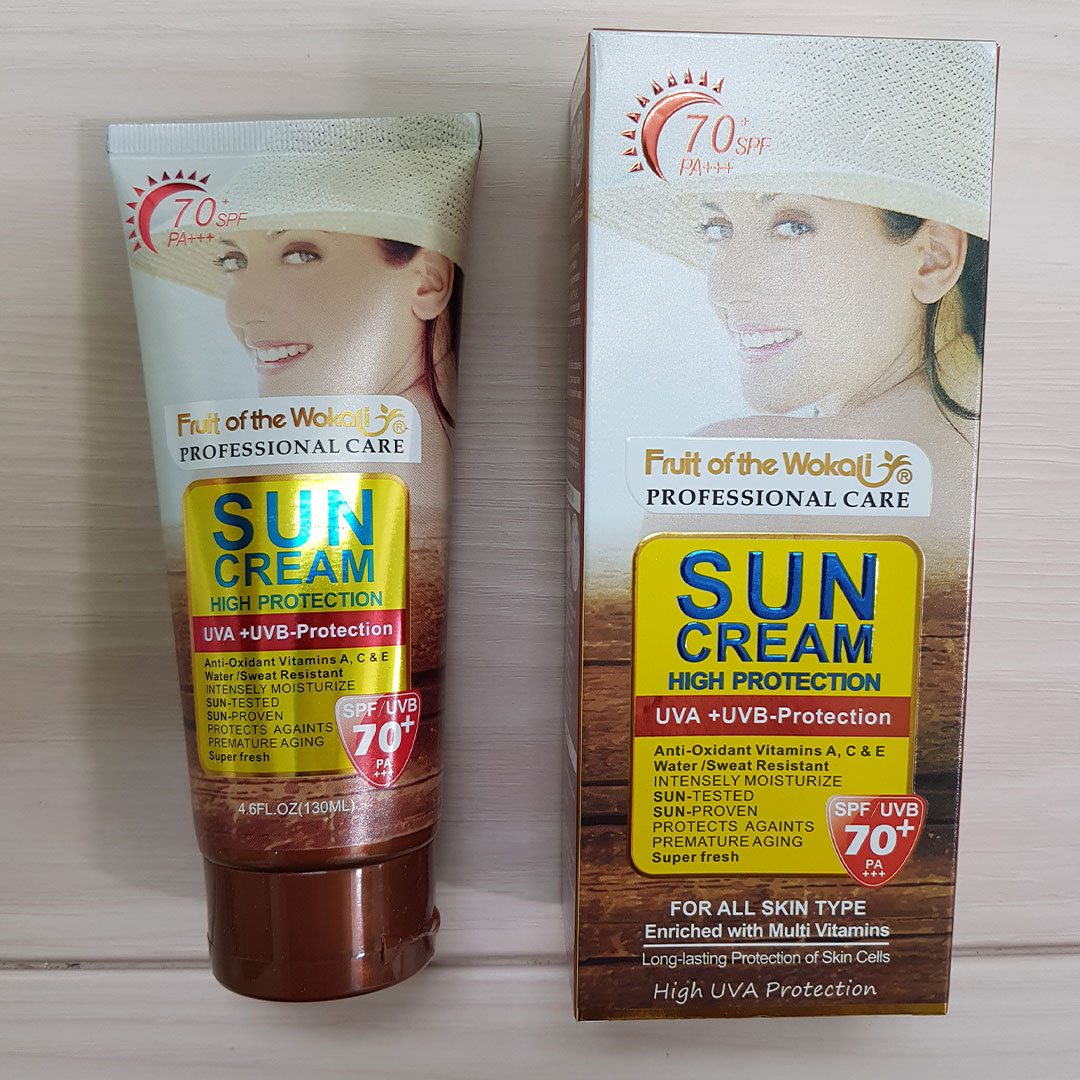 70+ SPF
PA+++
Fruit of the Wokali ®
PROFESSIONAL CARE
SUN
CREAM
HIGH PROTECTION
UVA +UVB-Protection
Anti-Oxidant Vitamins A, C & E
Water /Sweat Resistant
INTENSELY MOISTURIZE
SUN-TESTED
SUN-PROVEN
PROTECTS AGAINTS
PREMATURE AGING
Super fresh
SPF/UVB
70+
PA
+++
4.6FL.OZ(130ML)
70+ SPF
PA+++
Fruit of the Wokali ®
PROFESSIONAL CARE
SUN
CREAM
HIGH PROTECTION
UVA +UVB-Protection
Anti-Oxidant Vitamins A, C & E
Water /Sweat Resistant
INTENSELY MOISTURIZE
SUN-TESTED
SUN-PROVEN
PROTECTS AGAINTS
PREMATURE AGING
Super fresh
SPF/UVB
70+
PA
+++
FOR ALL SKIN TYPE
Enriched with Multi Vitamins
Long-lasting Protection of Skin Cells
High UVA Protection